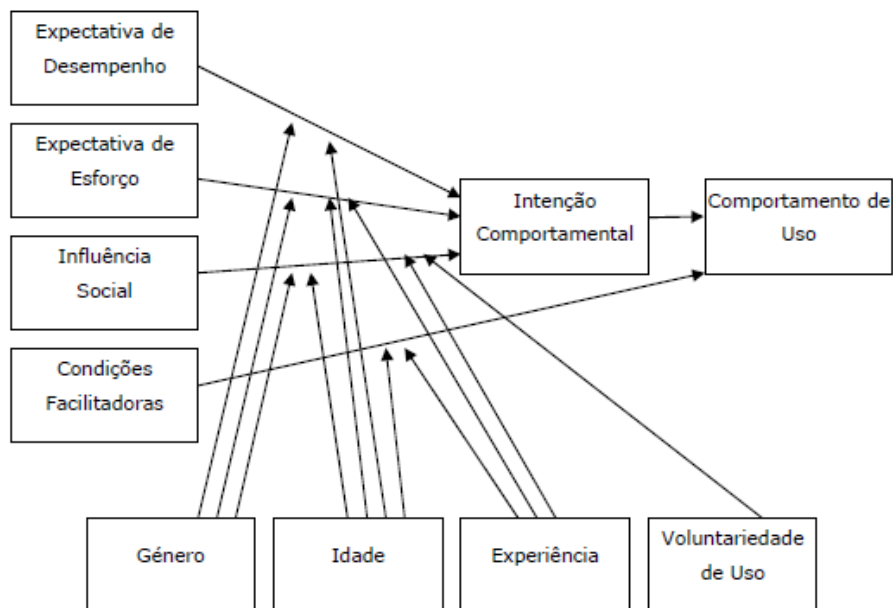 Expectativa de
Desempenho
Expectativa de
Esforço
Influência
Social
Condições
Facilitadoras
Intenção
Comportamental
Comportamento de
Uso
Género
Idade
Experiência
Voluntariedade
de Uso